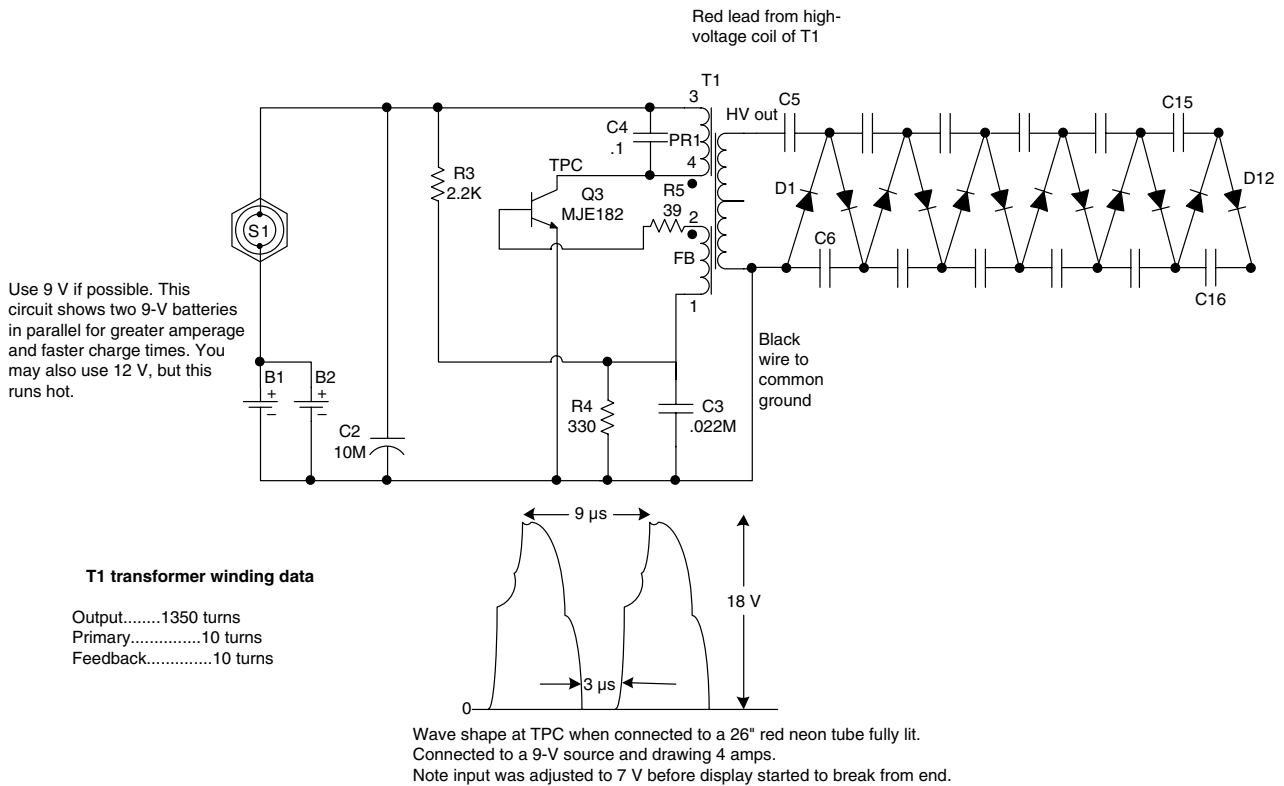 Red lead from high-
voltage coil of T1
T1
3
HV out
C5
C15
C4
.1
PR1
4
TPC
R3
2.2K
Q3
MJE182
R5
39
2
D1
D12
S1
FB
C6
C16
1
Use 9 V if possible. This
circuit shows two 9-V batteries
in parallel for greater amperage
and faster charge times. You
may also use 12 V, but this
runs hot.
B1
+
–
B2
+
–
C2
10M
R4
330
C3
.022M
Black
wire to
common
ground
9 µs
18 V
3 µs
0
T1 transformer winding data
Output........1350 turns
Primary...............10 turns
Feedback..............10 turns
Wave shape at TPC when connected to a 26" red neon tube fully lit.
Connected to a 9-V source and drawing 4 amps.
Note input was adjusted to 7 V before display started to break from end.